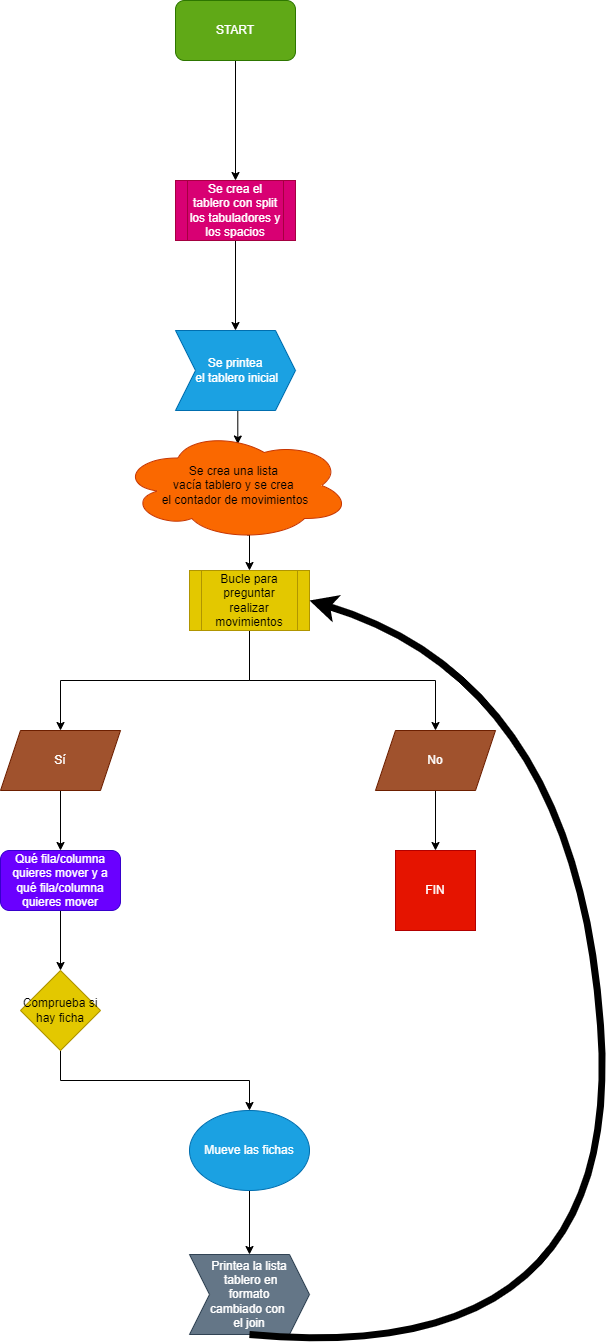 START
Se crea el
tablero con split
los tabuladores y
los spacios
Se printea
el tablero inicial
Se crea una lista
vacía tablero y se crea
el contador de movimientos
Bucle para
preguntar
realizar
movimientos
Sí
No
Qué fila/columna
quieres mover y a
qué fila/columna
quieres mover
FIN
Comprueba si
hay ficha
Mueve las fichas
Printea la lista
tablero en
formato
cambiado con
el join